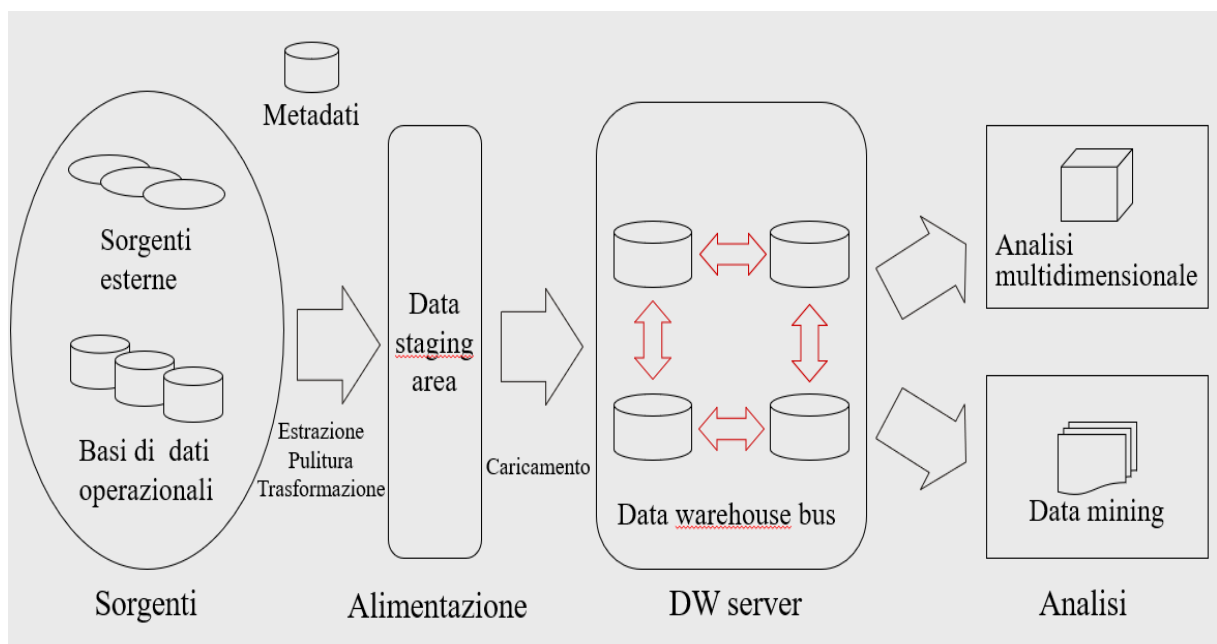 Metadati
Sorgenti
esterne
Basi di dati
operazionali
Estrazione
Pulitura
Trasformazione
Data
staging
area
Caricamento
Data warehouse bus
Analisi
multidimensionale
Data mining
Sorgenti
Alimentazione
DW server
Analisi